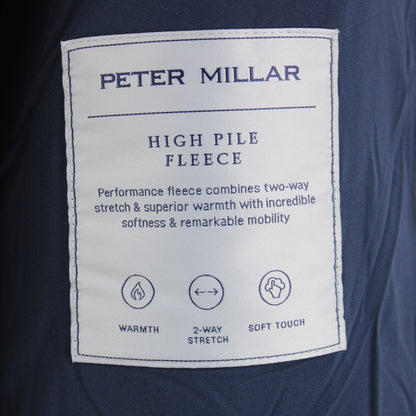 PETER MILLAR
HIGH PILE
FLEECE
Performance fleece combines two-way
stretch & superior warmth with incredible
softness & remarkable mobility
WARMTH
2-WAY
STRETCH
SOFT TOUCH